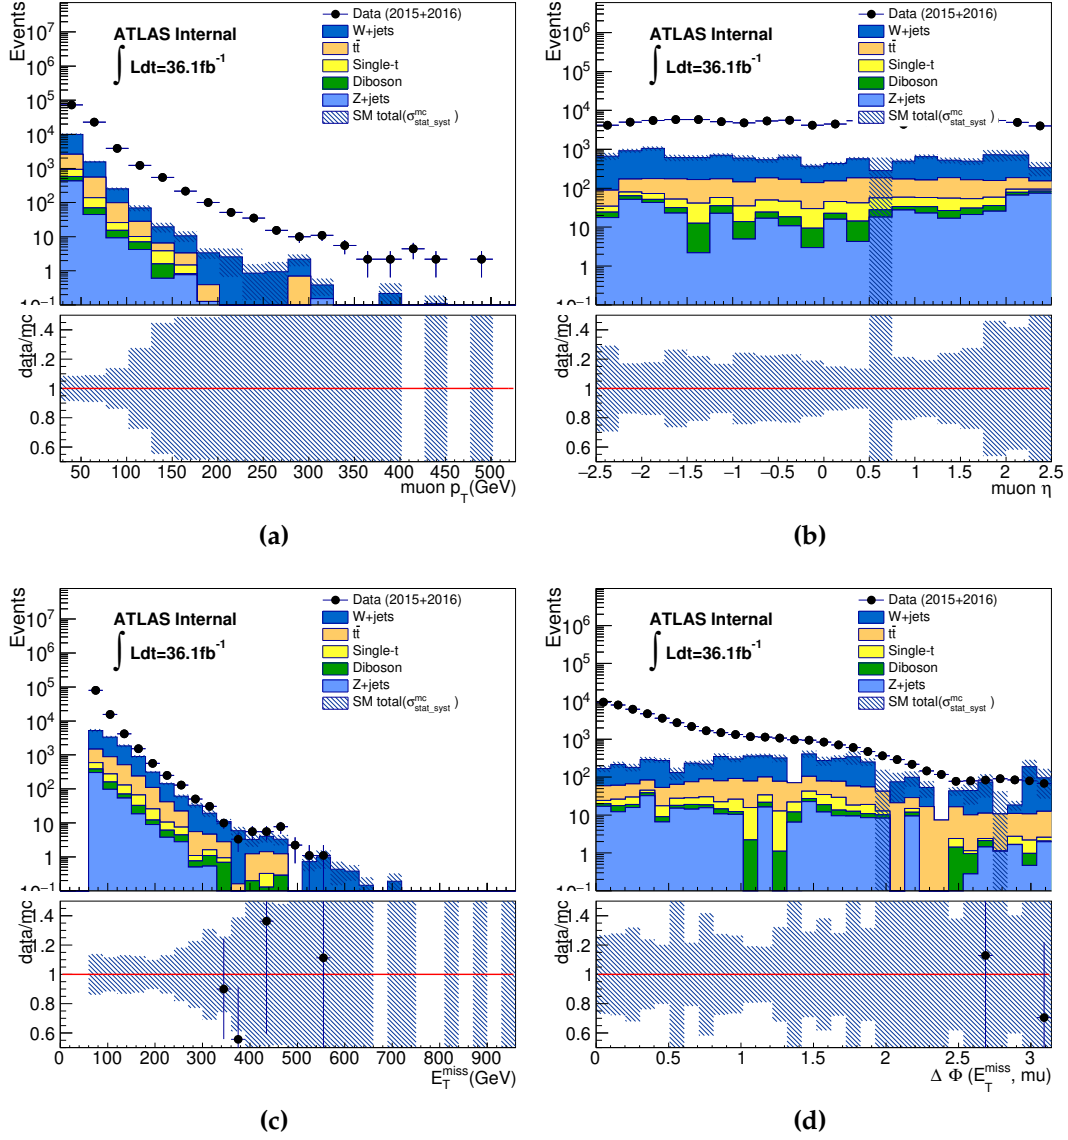 Events
10^7
10^6
10^5
10^4
10^3
10^2
10
1
10^-1
ATLAS Internal
∫ Ldt=36.1fb^-1
Data (2015+2016)
W+jets
tt̄
Single-t
Diboson
Z+jets
SM total(σ^mc_stat_syst)
data/mc
1.4
1.2
1
0.8
0.6
50 100 150 200 250 300 350 400 450 500
muon p_T(GeV)
(a)
Events
10^7
10^6
10^5
10^4
10^3
10^2
10
1
10^-1
ATLAS Internal
∫ Ldt=36.1fb^-1
Data (2015+2016)
W+jets
tt̄
Single-t
Diboson
Z+jets
SM total(σ^mc_stat_syst)
data/mc
1.4
1.2
1
0.8
0.6
−2.5 −2 −1.5 −1 −0.5 0 0.5 1 1.5 2 2.5
muon η
(b)
Events
10^7
10^6
10^5
10^4
10^3
10^2
10
1
10^-1
ATLAS Internal
∫ Ldt=36.1fb^-1
Data (2015+2016)
W+jets
tt̄
Single-t
Diboson
Z+jets
SM total(σ^mc_stat_syst)
data/mc
1.4
1.2
1
0.8
0.6
0 100 200 300 400 500 600 700 800 900
E_T^miss(GeV)
(c)
Events
10^6
10^5
10^4
10^3
10^2
10
1
10^-1
ATLAS Internal
∫ Ldt=36.1fb^-1
Data (2015+2016)
W+jets
tt̄
Single-t
Diboson
Z+jets
SM total(σ^mc_stat_syst)
data/mc
1.4
1.2
1
0.8
0.6
0 0.5 1 1.5 2 2.5 3
Δ Φ (E_T^miss, mu)
(d)